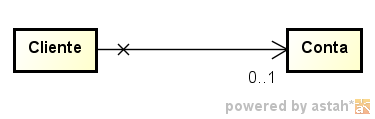 Cliente
Conta
0..1
powered by astah*